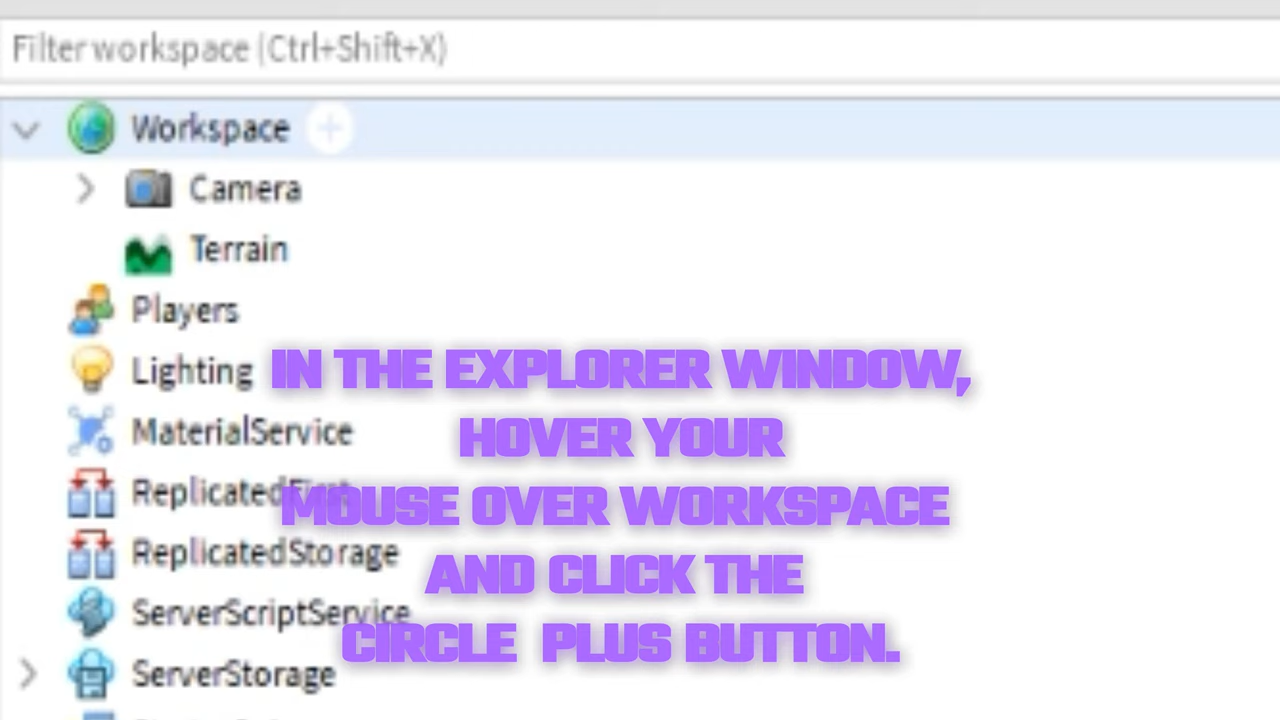 Filter workspace (Ctrl+Shift+X)
Workspace
Camera
Terrain
Players
Lighting
MaterialService
ReplicatedFirst
ReplicatedStorage
ServerScriptService
ServerStorage
IN THE EXPLORER WINDOW,
HOVER YOUR
MOUSE OVER WORKSPACE
AND CLICK THE
CIRCLE  PLUS BUTTON.